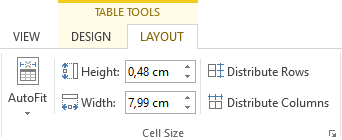 TABLE TOOLS
VIEW DESIGN LAYOUT
Height: 0,48 cm Distribute Rows
AutoFit
Width: 7,99 cm Distribute Columns
Cell Size